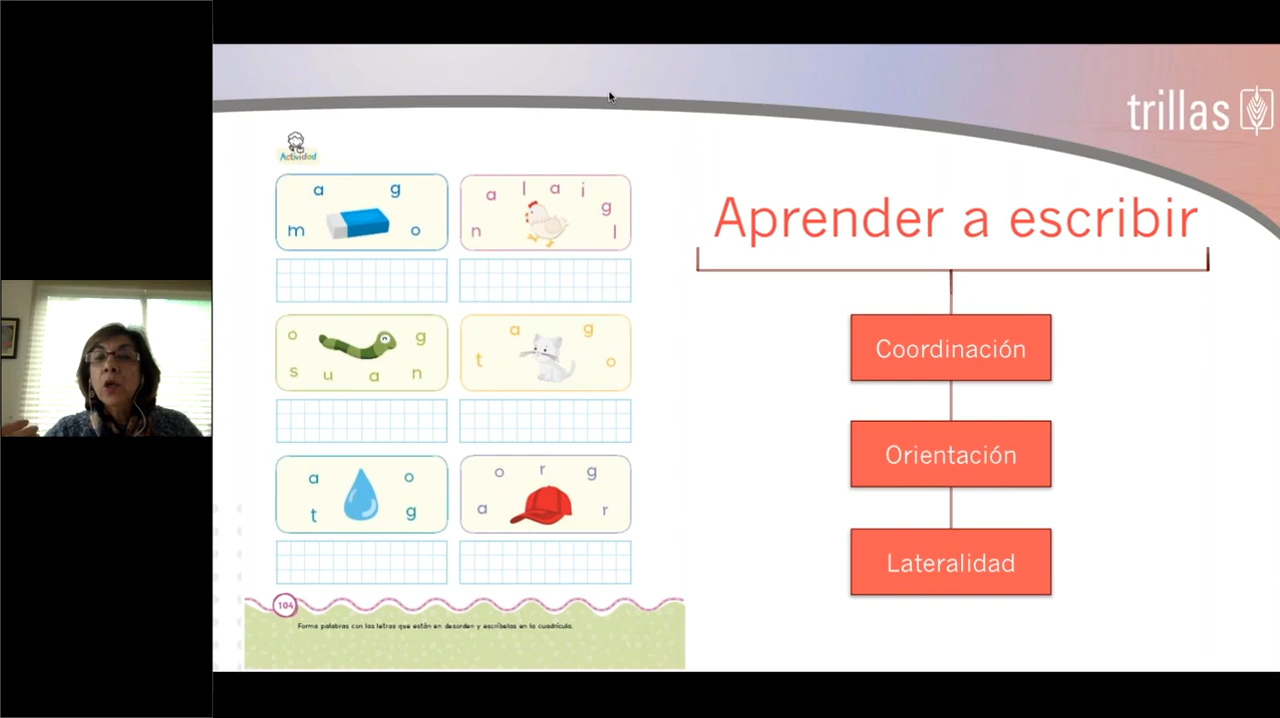 trillas
Actividad
a g
m o
a l a i
g
n l
o g
s u a n
a g
t o
a o
t g
o r g
a r
104
Forma palabras con las letras que están en desorden y escríbelas en la cuadrícula.
Aprender a escribir
Coordinación
Orientación
Lateralidad